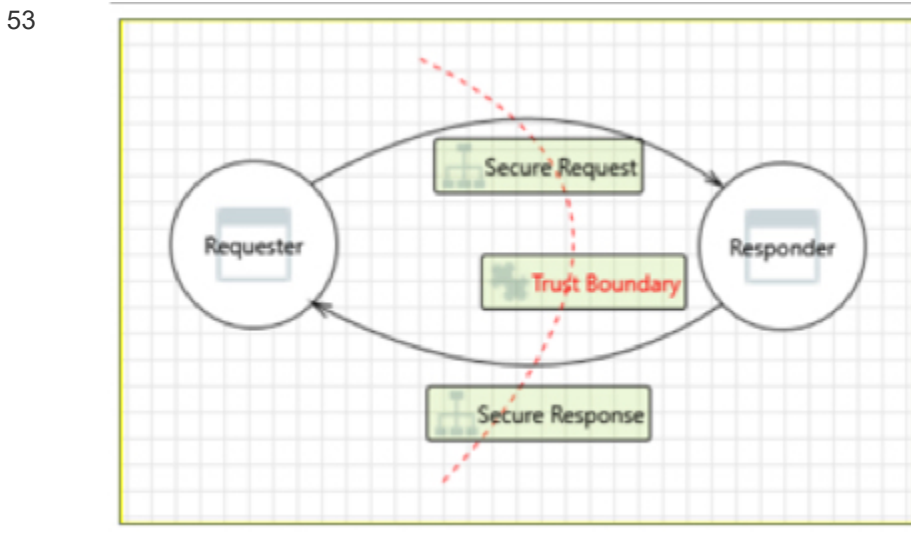 53
Secure Request
Requester
Responder
Trust Boundary
Secure Response